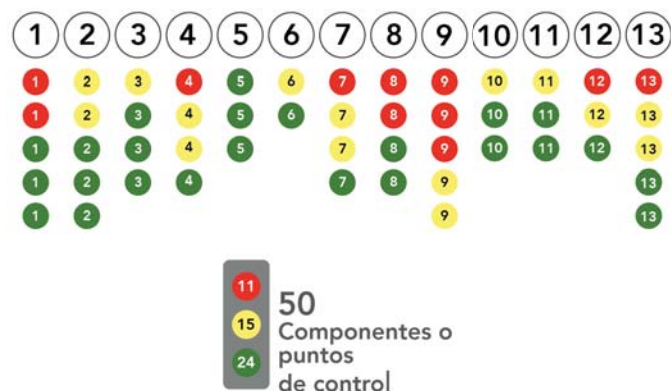 1 2 3 4 5 6 7 8 9 10 11 12 13
1 2 3 4 5 6 7 8 9 10 11 12 13
1 2 3 4 5 6 7 8 9 10 11 12 13
1 2 3 4 5 7 8 9 10 11 12 13
1 2 3 4 7 8 9 13
1 2 9 13
11
50
Componentes o
15
puntos
24
de control